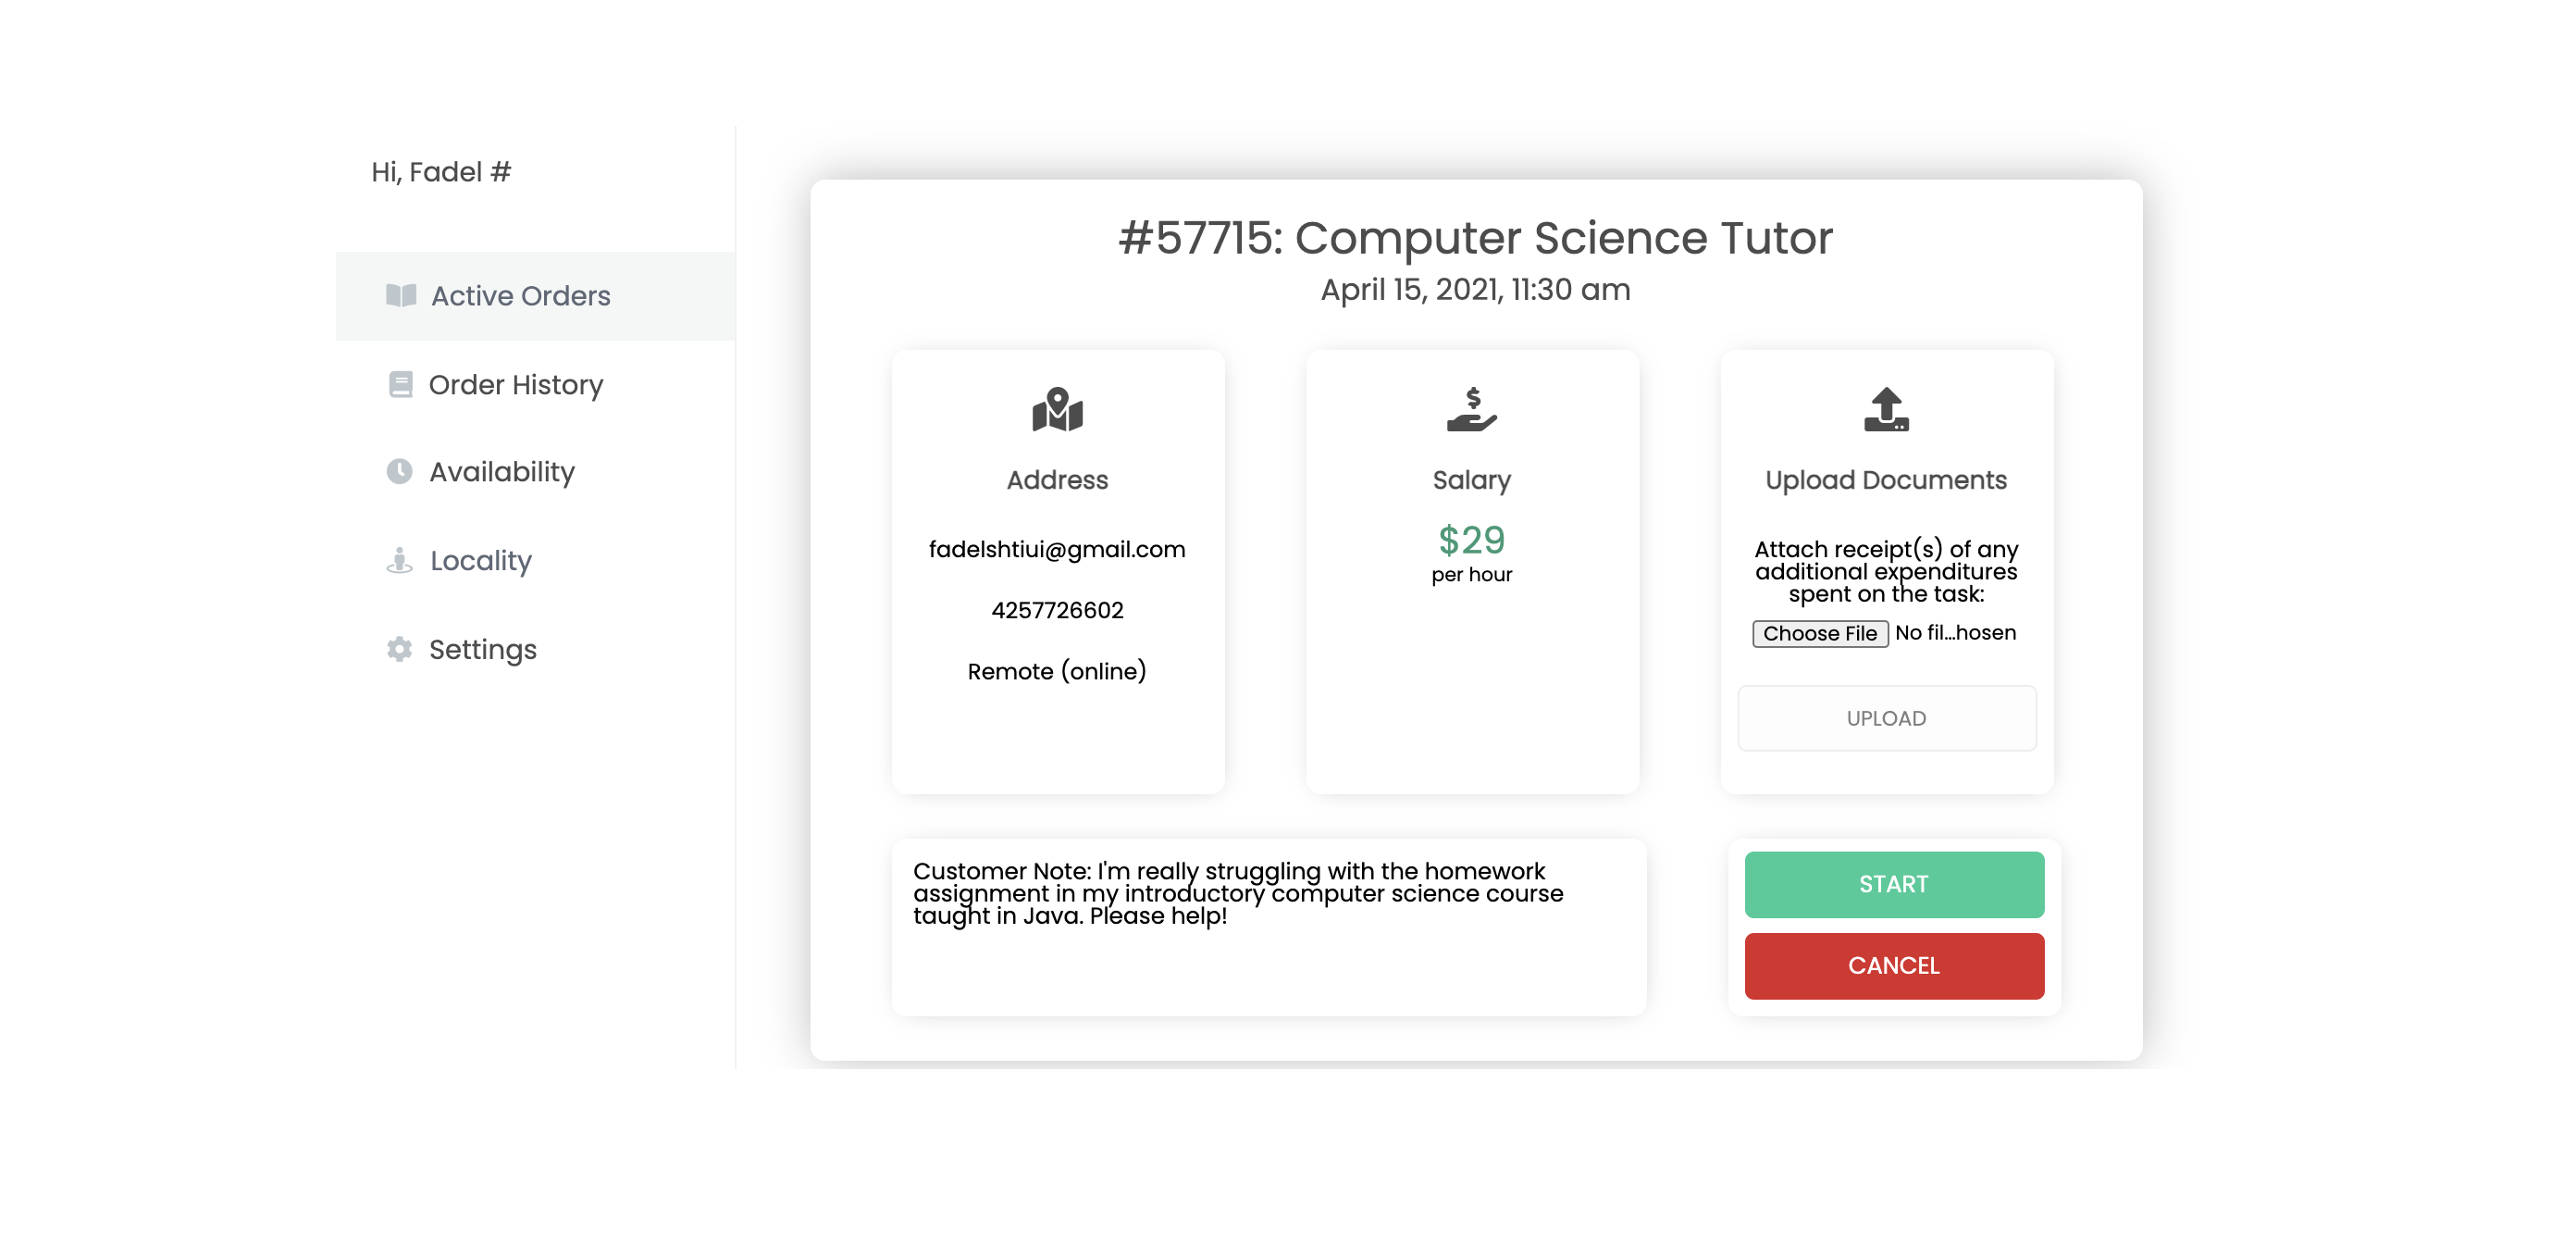 Hi, Fadel #
Active Orders
Order History
Availability
Locality
Settings
#57715: Computer Science Tutor
April 15, 2021, 11:30 am
Address
fadelshtiui@gmail.com
4257726602
Remote (online)
Salary
$29
per hour
Upload Documents
Attach receipt(s) of any
additional expenditures
spent on the task:
Choose File No fil...hosen
UPLOAD
Customer Note: I'm really struggling with the homework
assignment in my introductory computer science course
taught in Java. Please help!
START
CANCEL